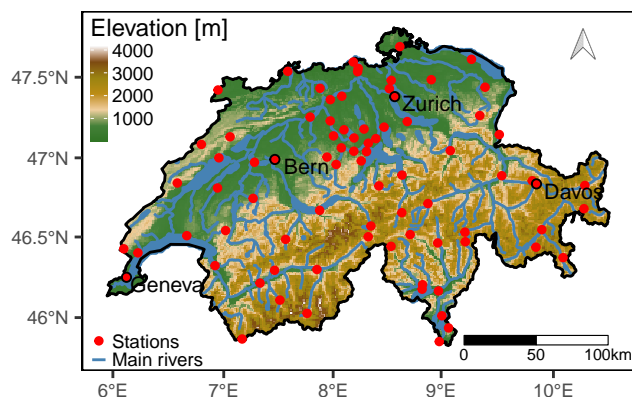 Elevation [m]
4000
3000
2000
1000
47.5°N
47°N
46.5°N
46°N
Zurich
Bern
Davos
Geneva
Stations
Main rivers
0
50
100km
6°E
7°E
8°E
9°E
10°E